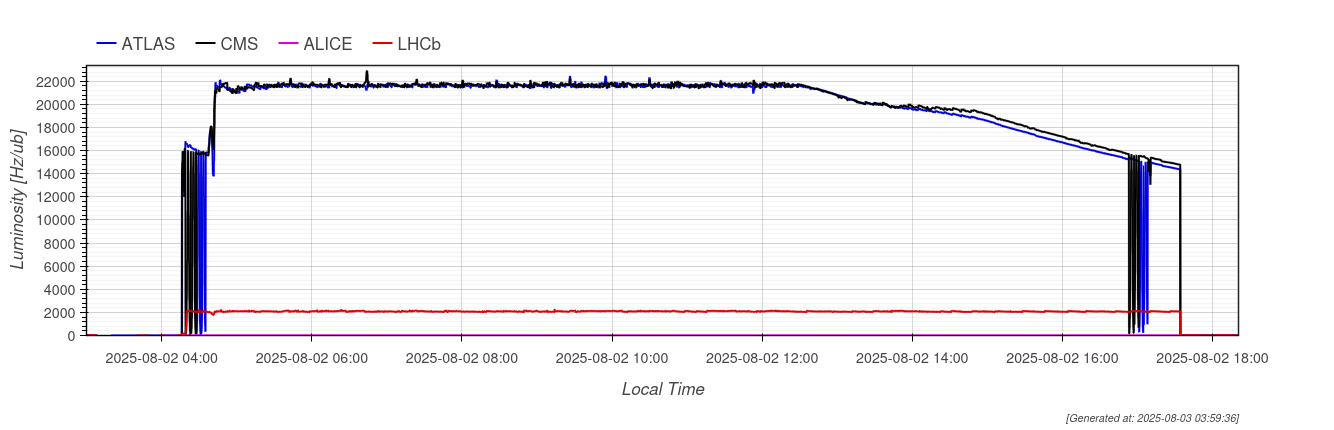 ATLAS CMS ALICE LHCb
22000
20000
18000
16000
14000
12000
10000
8000
6000
4000
2000
0
Luminosity [Hz/ub]
2025-08-02 04:00 2025-08-02 06:00 2025-08-02 08:00 2025-08-02 10:00 2025-08-02 12:00 2025-08-02 14:00 2025-08-02 16:00 2025-08-02 18:00
Local Time
[Generated at: 2025-08-03 03:59:36]